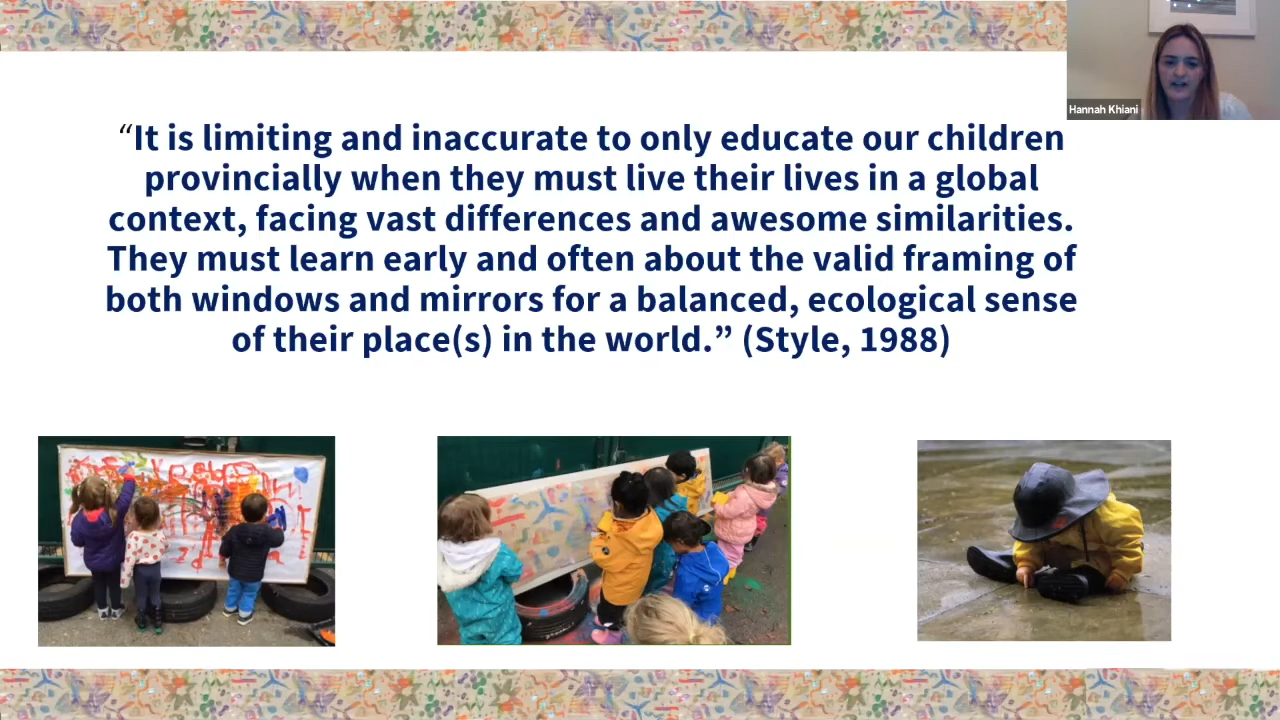 Hannah Khiani
“It is limiting and inaccurate to only educate our children
provincially when they must live their lives in a global
context, facing vast differences and awesome similarities.
They must learn early and often about the valid framing of
both windows and mirrors for a balanced, ecological sense
of their place(s) in the world.” (Style, 1988)